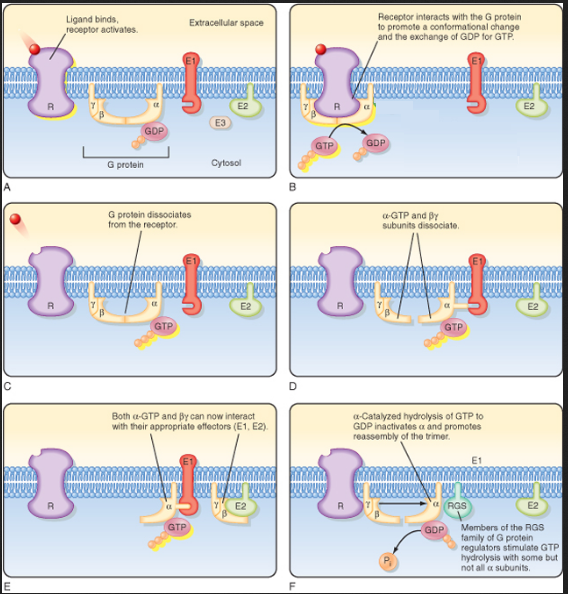 Ligand binds,
receptor activates.
Extracellular space
E1
R
γ
β
α
GDP
E3
E2
G protein
Cytosol
A
Receptor interacts with the G protein
to promote a conformational change
and the exchange of GDP for GTP.
E1
γ
β
R
α
E2
GTP
GDP
B
G protein dissociates
from the receptor.
E1
R
γ
β
α
E2
GTP
C
α-GTP and βγ
subunits dissociate.
E1
R
γ
β
α
E2
GTP
D
Both α-GTP and βγ can now interact
with their appropriate effectors (E1, E2).
E1
R
α
γ
β
E2
GTP
E
α-Catalyzed hydrolysis of GTP to
GDP inactivates α and promotes
reassembly of the trimer.
E1
R
γ
β
α
RGS
E2
GDP
Pi
Members of the RGS
family of G protein
regulators stimulate GTP
hydrolysis with some but
not all α subunits.
F